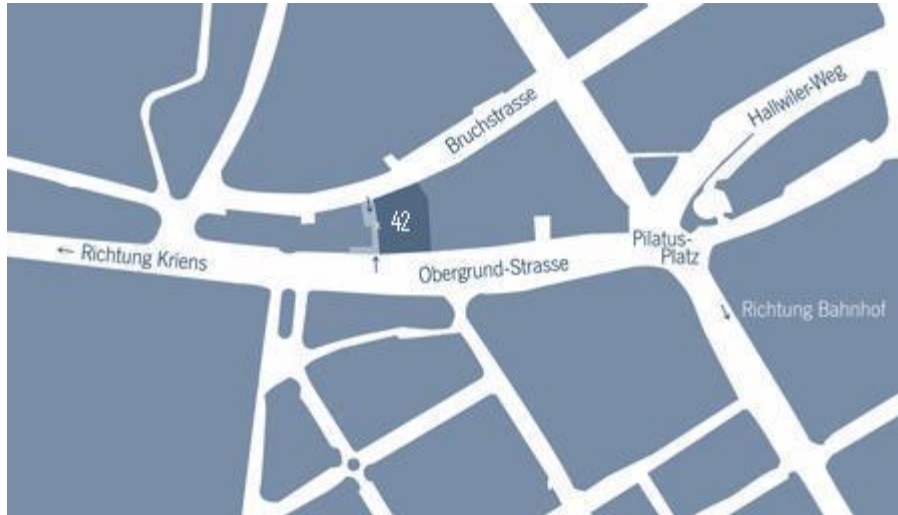 Hallwiler-Weg
Bruchstrasse
42
Pilatus-
Platz
← Richtung Kriens
Obergrund-Strasse
Richtung Bahnhof